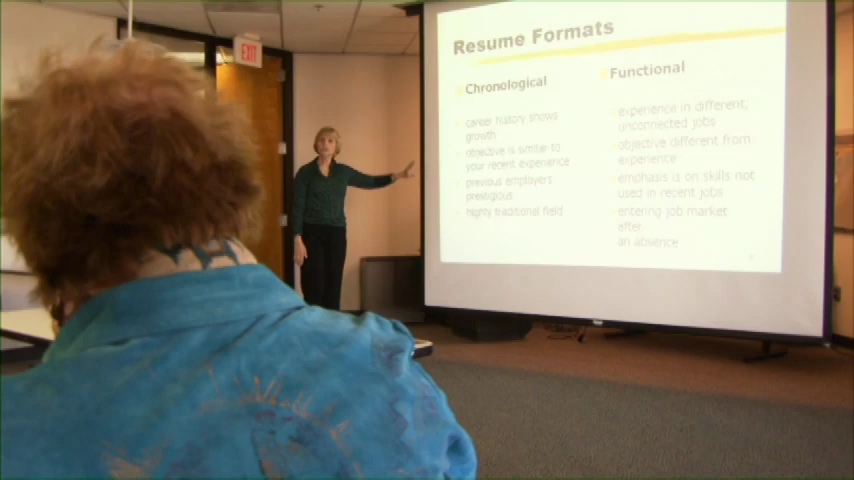 EXIT
Resume Formats
Chronological
career history shows
growth
objective is similar to
your recent experience
previous employers
prestigious
highly traditional field
Functional
experience in different,
unconnected jobs
objective different from
experience
emphasis is on skills not
used in recent jobs
entering job market
after
an absence